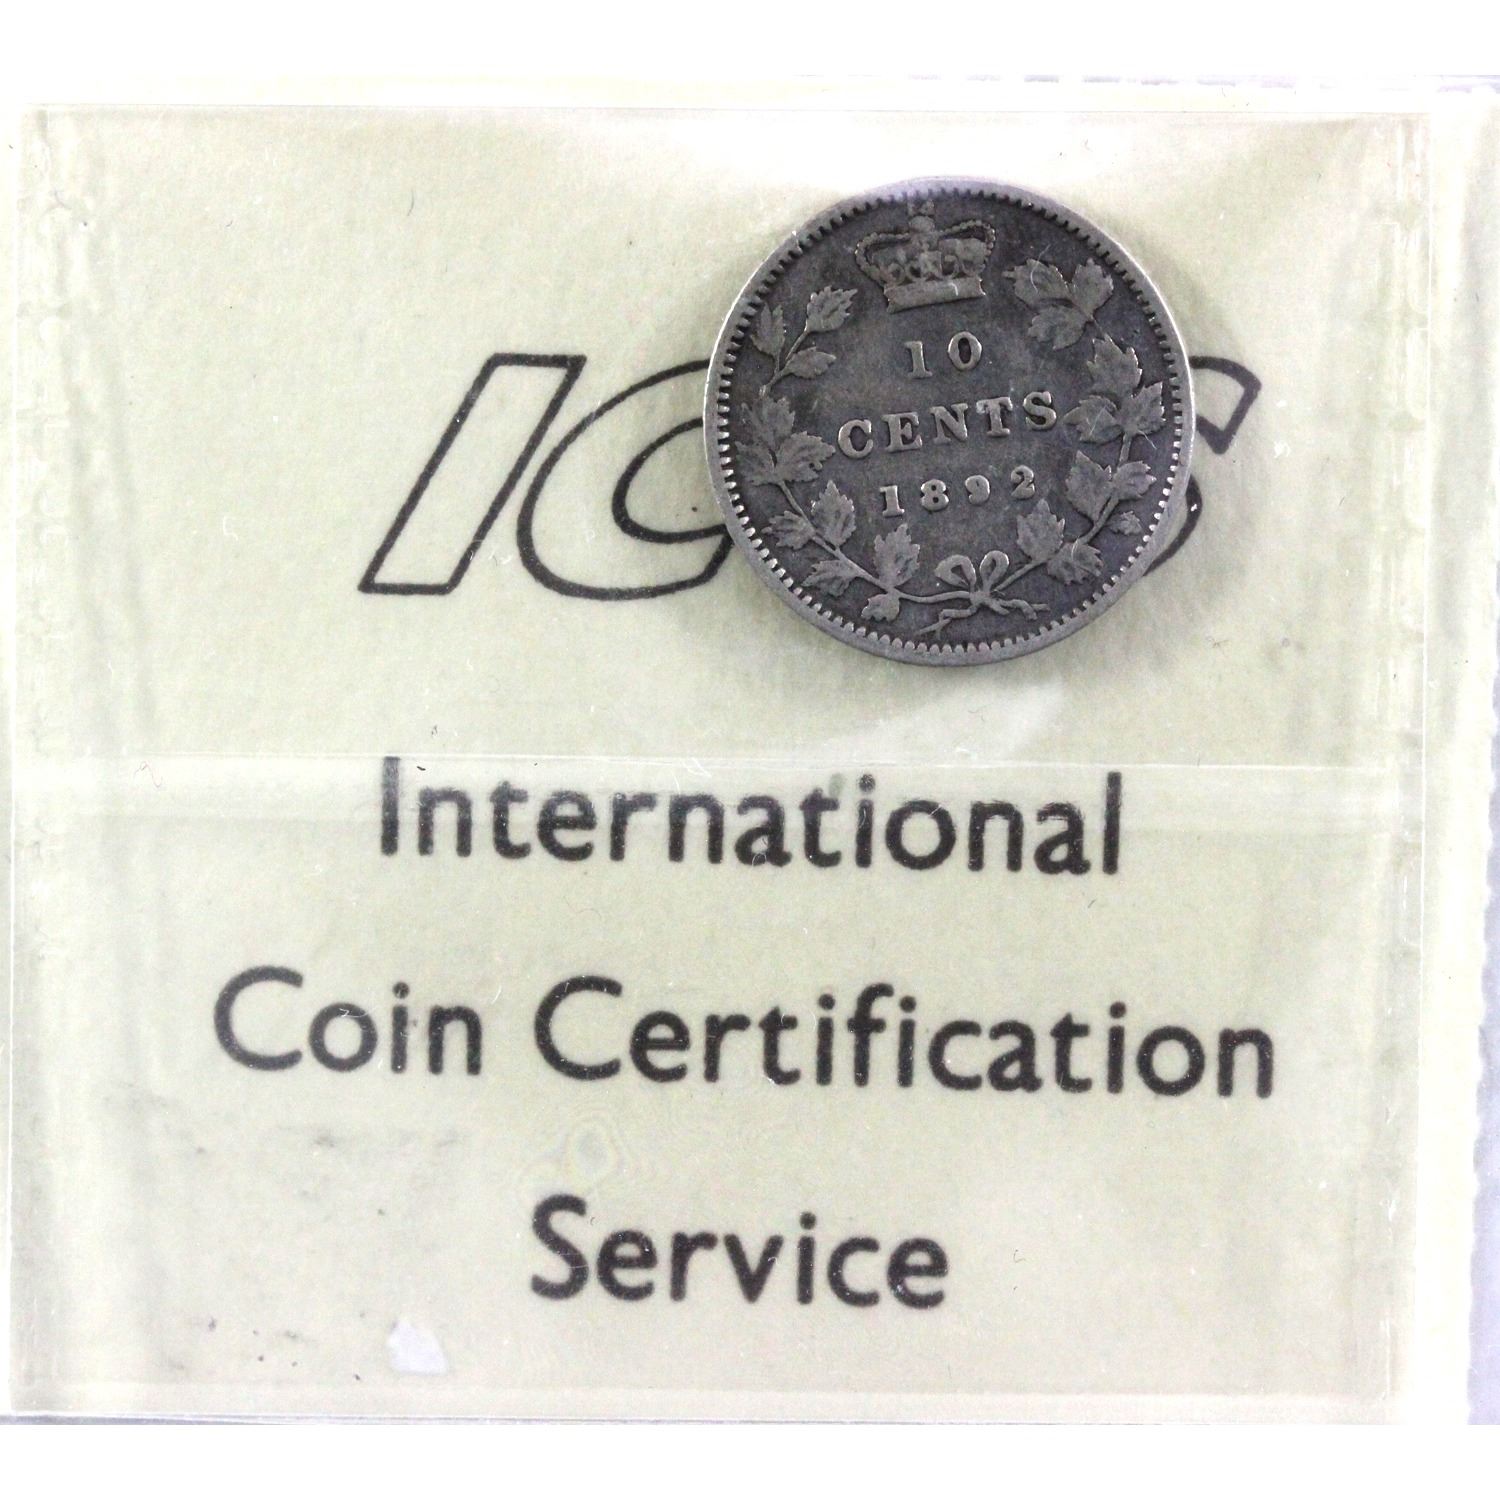 ICCS
10
CENTS
1892
International
Coin Certification
Service